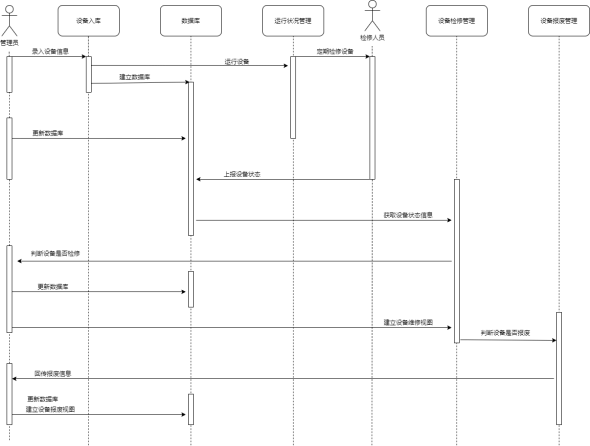 设备入库
数据库
运行状况管理
设备检修管理
设备报废管理
管理员
检修人员
录入设备信息
运行设备
定期检修设备
建立数据库
更新数据库
上报设备状态
获取设备状态信息
判断设备是否检修
更新数据库
建立设备维修视图
判断设备是否报废
回传报废信息
更新数据库
建立设备报废视图